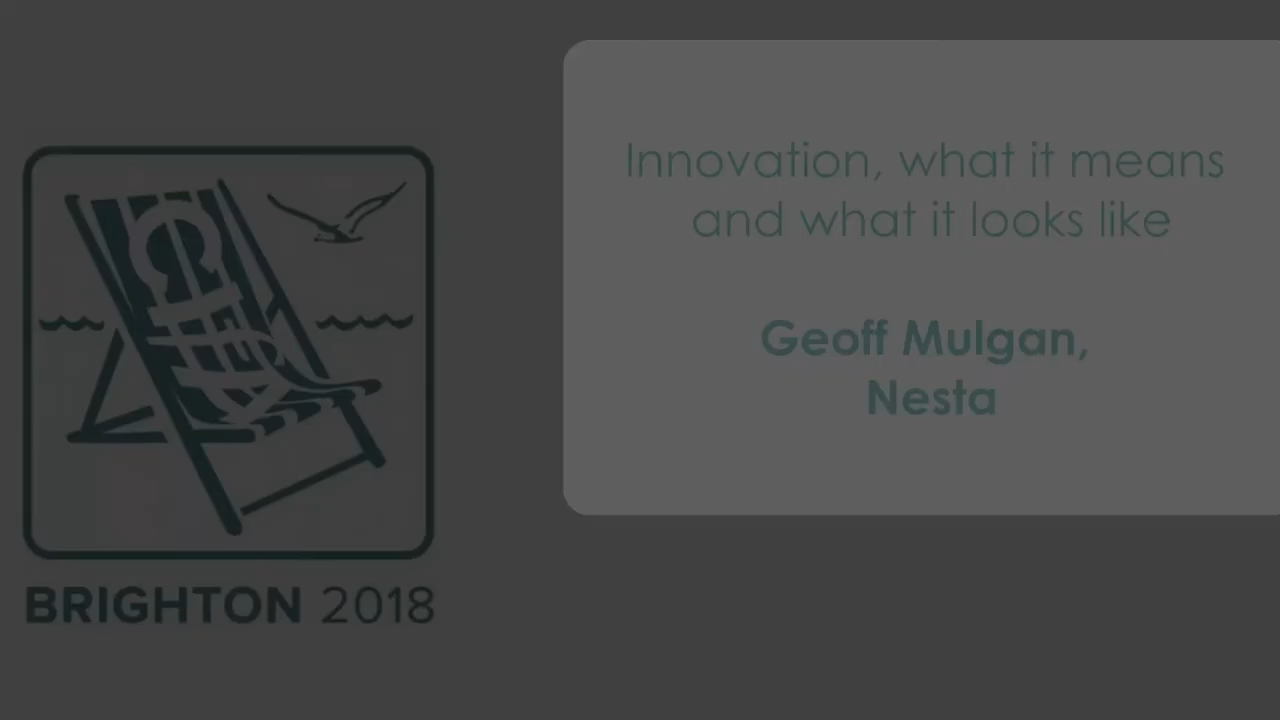 Innovation, what it means
and what it looks like
Geoff Mulgan,
Nesta
BRIGHTON 2018